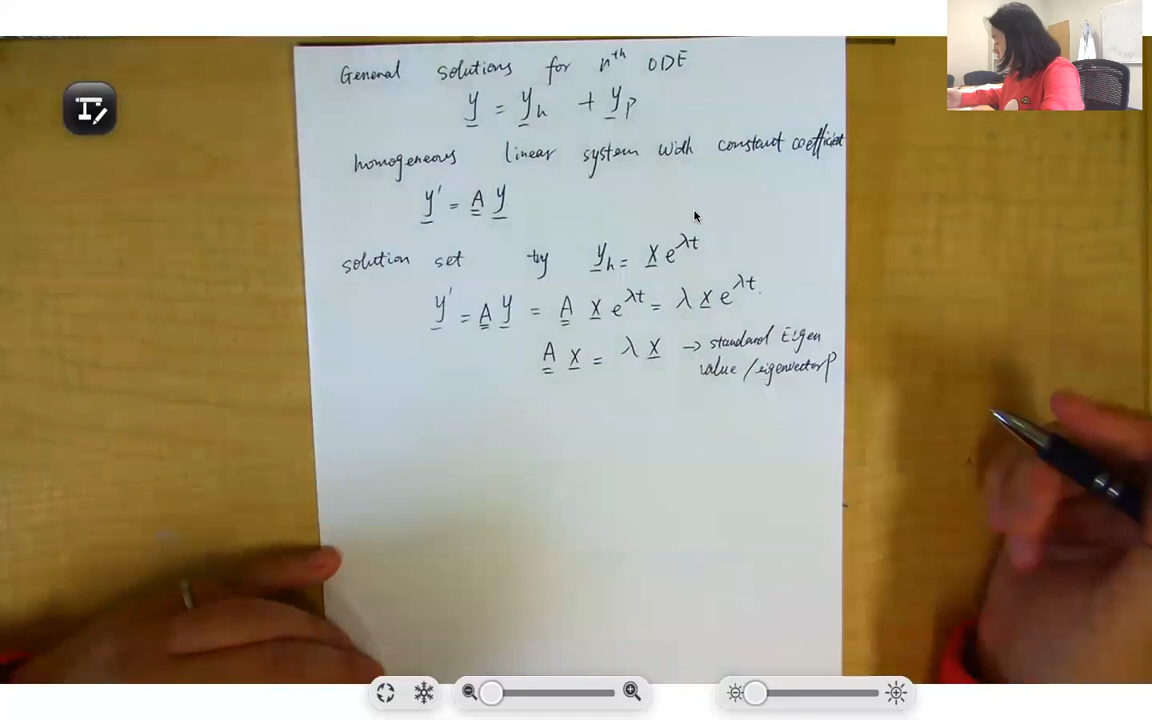 General solutions for nth ODE
y = yh + yp
homogeneous linear system with constant coefficient
y' = A y
solution set try yh = x e^λt
y' = A y = A x e^λt = λ x e^λt.
A x = λ x → standard Eigen
value / eigenvector P